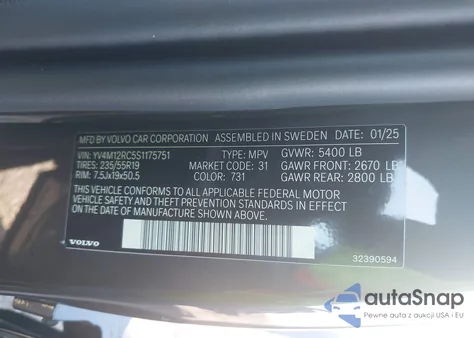 MFD BY VOLVO CAR CORPORATION ASSEMBLED IN SWEDEN DATE: 01/25
VIN: YV4M12RC5S1175751 TYPE: MPV GVWR: 5400 LB
TIRES: 235/55R19 MARKET CODE: 31 GAWR FRONT: 2670 LB
RIM: 7.5Jx19x50.5 COLOR: 731 GAWR REAR: 2800 LB
THIS VEHICLE CONFORMS TO ALL APPLICABLE FEDERAL MOTOR
VEHICLE SAFETY AND THEFT PREVENTION STANDARDS IN EFFECT
ON THE DATE OF MANUFACTURE SHOWN ABOVE.
VOLVO
32390594
autoSnap
AUTA POWYPADKOWE USA i EU